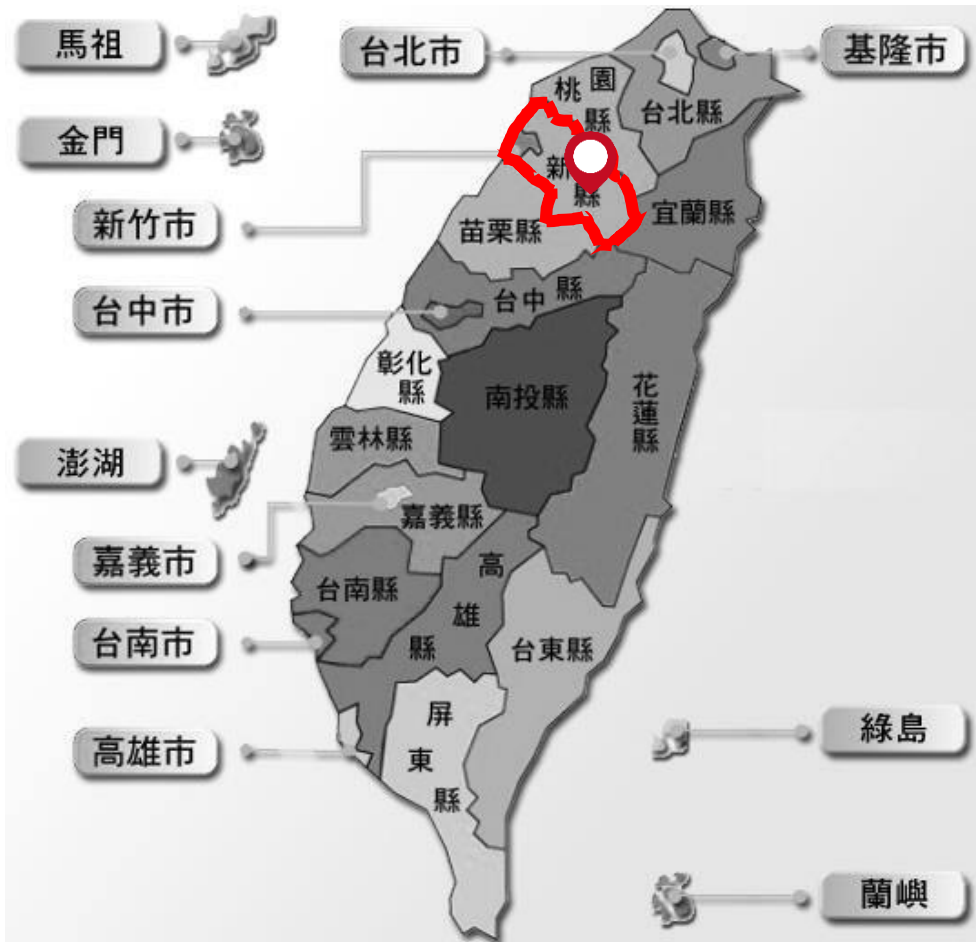 馬祖
台北市
基隆市
桃園縣
台北縣
金門
新縣
新竹市
苗栗縣
宜蘭縣
台中市
台中縣
彰化縣
南投縣
花蓮縣
雲林縣
澎湖
嘉義縣
嘉義市
高雄縣
台南縣
台南市
台東縣
屏東縣
高雄市
綠島
蘭嶼